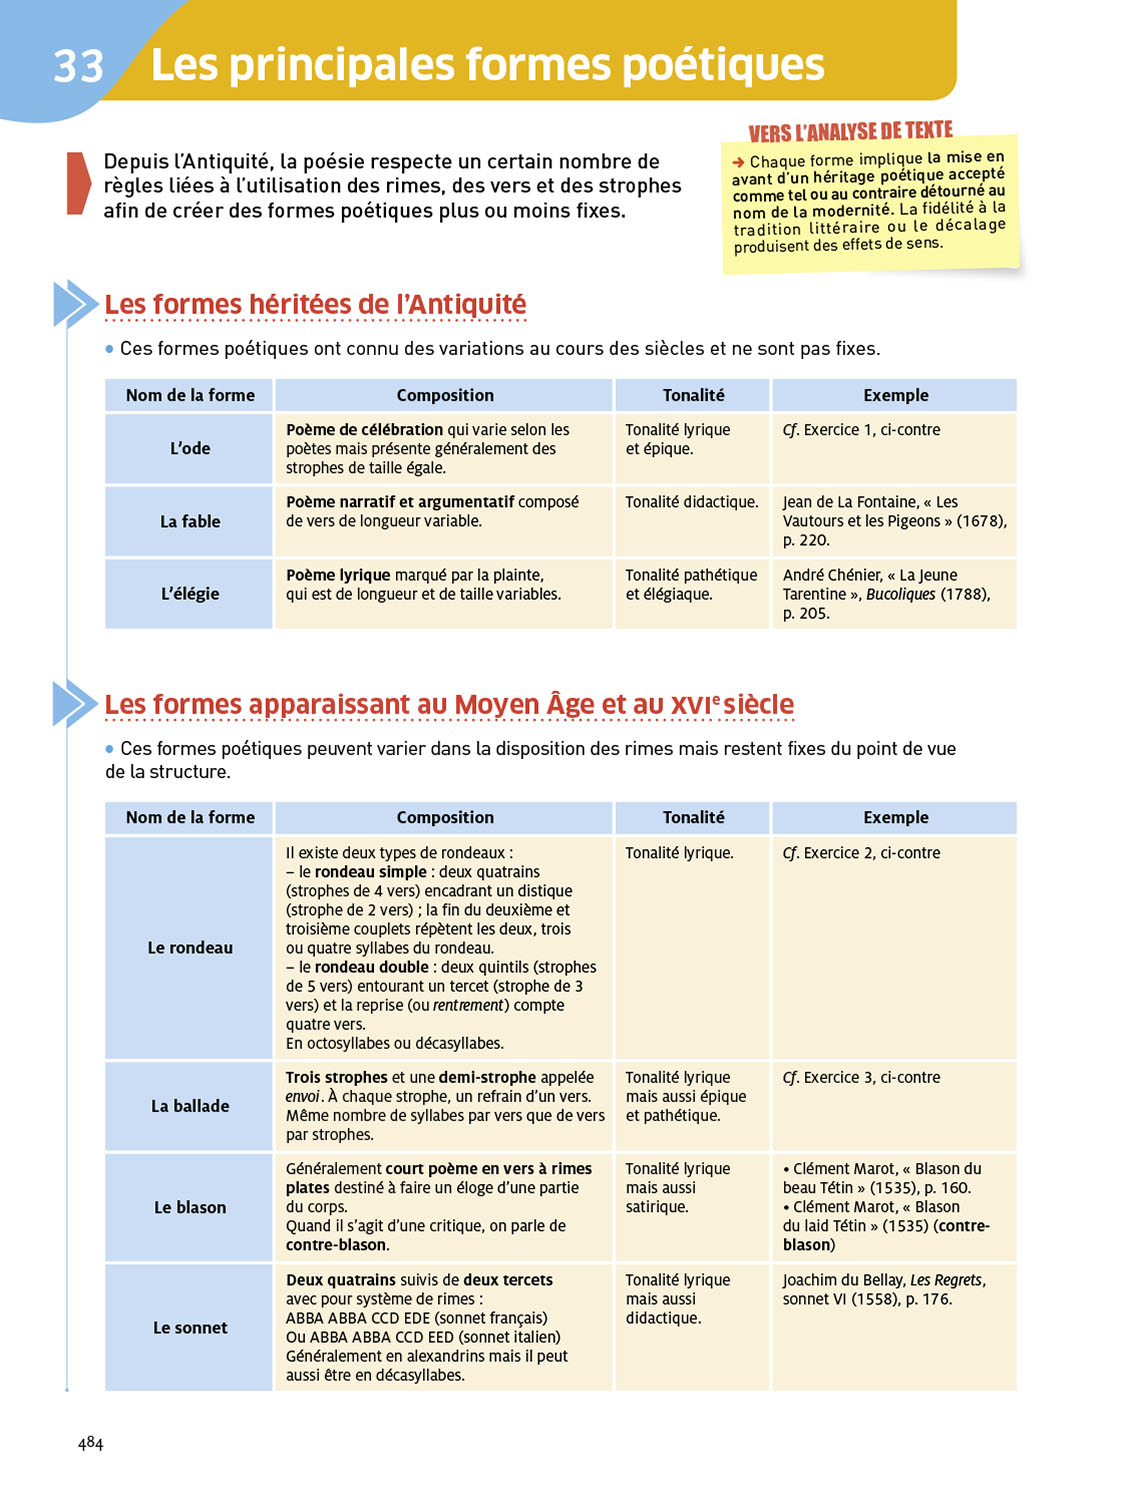 33
Les principales formes poétiques
Depuis l'Antiquité, la poésie respecte un certain nombre de
règles liées à l'utilisation des rimes, des vers et des strophes
afin de créer des formes poétiques plus ou moins fixes.
VERS L'ANALYSE DE TEXTE
→ Chaque forme implique la mise en
avant d'un héritage poétique accepté
comme tel ou au contraire détourné au
nom de la modernité. La fidélité à la
tradition littéraire ou le décalage
produisent des effets de sens.
Les formes héritées de l'Antiquité
• Ces formes poétiques ont connu des variations au cours des siècles et ne sont pas fixes.
Nom de la forme
Composition
Tonalité
Exemple
L'ode
Poème de célébration qui varie selon les
poètes mais présente généralement des
strophes de taille égale.
Tonalité lyrique
et épique.
Cf. Exercice 1, ci-contre
La fable
Poème narratif et argumentatif composé
de vers de longueur variable.
Tonalité didactique.
Jean de La Fontaine, « Les
Vautours et les Pigeons » (1678),
p. 220.
L'élégie
Poème lyrique marqué par la plainte,
qui est de longueur et de taille variables.
Tonalité pathétique
et élégiaque.
André Chénier, « La Jeune
Tarentine », Bucoliques (1788),
p. 205.
Les formes apparaissant au Moyen Âge et au XVIe siècle
• Ces formes poétiques peuvent varier dans la disposition des rimes mais restent fixes du point de vue
de la structure.
Nom de la forme
Composition
Tonalité
Exemple
Le rondeau
Il existe deux types de rondeaux :
– le rondeau simple : deux quatrains
(strophes de 4 vers) encadrant un distique
(strophe de 2 vers) ; la fin du deuxième et
troisième couplets répètent les deux, trois
ou quatre syllabes du rondeau.
– le rondeau double : deux quintils (strophes
de 5 vers) entourant un tercet (strophe de 3
vers) et la reprise (ou rentrement) compte
quatre vers.
En octosyllabes ou décasyllabes.
Tonalité lyrique.
Cf. Exercice 2, ci-contre
La ballade
Trois strophes et une demi-strophe appelée
envoi. À chaque strophe, un refrain d'un vers.
Même nombre de syllabes par vers que de vers
par strophes.
Tonalité lyrique
mais aussi épique
et pathétique.
Cf. Exercice 3, ci-contre
Le blason
Généralement court poème en vers à rimes
plates destiné à faire un éloge d'une partie
du corps.
Quand il s'agit d'une critique, on parle de
contre-blason.
Tonalité lyrique
mais aussi
satirique.
• Clément Marot, « Blason du
beau Tétin » (1535), p. 160.
• Clément Marot, « Blason
du laid Tétin » (1535) (contre-
blason)
Le sonnet
Deux quatrains suivis de deux tercets
avec pour système de rimes :
ABBA ABBA CCD EDE (sonnet français)
Ou ABBA ABBA CCD EED (sonnet italien)
Généralement en alexandrins mais il peut
aussi être en décasyllabes.
Tonalité lyrique
mais aussi
didactique.
Joachim du Bellay, Les Regrets,
sonnet VI (1558), p. 176.
484